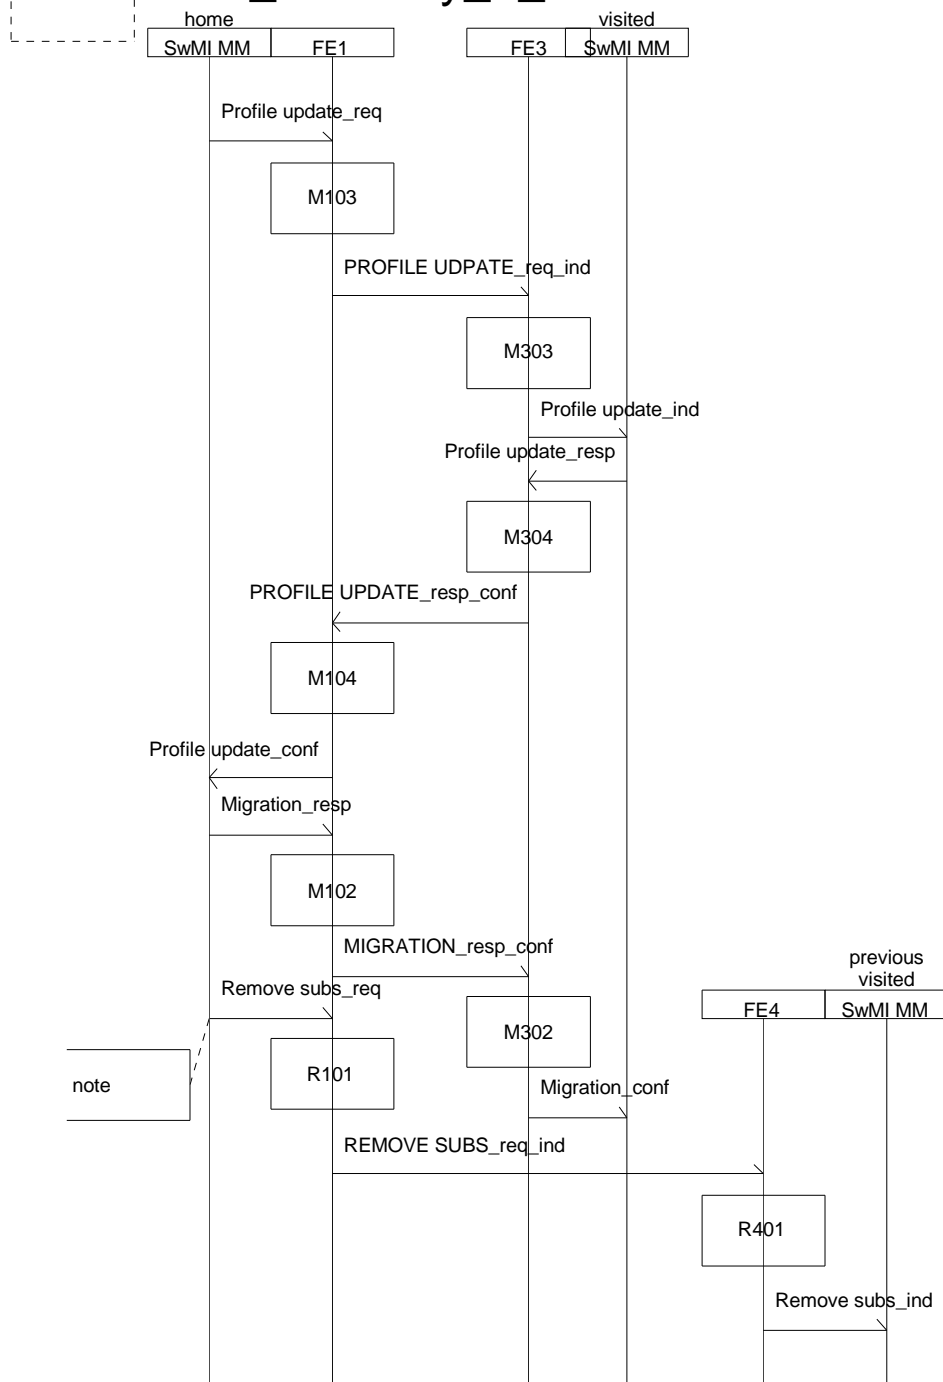 home
visited
SwMI MM
FE1
FE3
SwMI MM
Profile update_req
M103
PROFILE UDPATE_req_ind
M303
Profile update_ind
Profile update_resp
M304
PROFILE UPDATE_resp_conf
M104
Profile update_conf
Migration_resp
M102
MIGRATION_resp_conf
previous
visited
Remove subs_req
FE4
SwMI MM
M302
R101
note
Migration_conf
REMOVE SUBS_req_ind
R401
Remove subs_ind